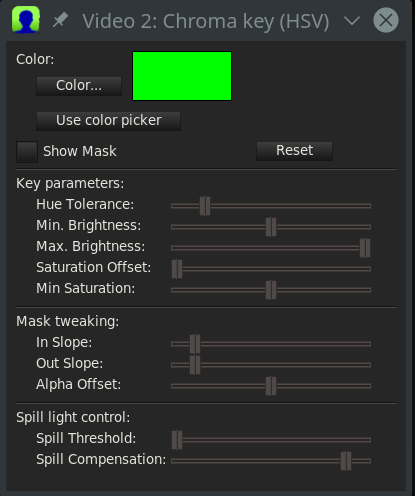 Video 2: Chroma key (HSV)
Color:
Color...
Use color picker
Show Mask
Reset
Key parameters:
Hue Tolerance:
Min. Brightness:
Max. Brightness:
Saturation Offset:
Min Saturation:
Mask tweaking:
In Slope:
Out Slope:
Alpha Offset:
Spill light control:
Spill Threshold:
Spill Compensation: